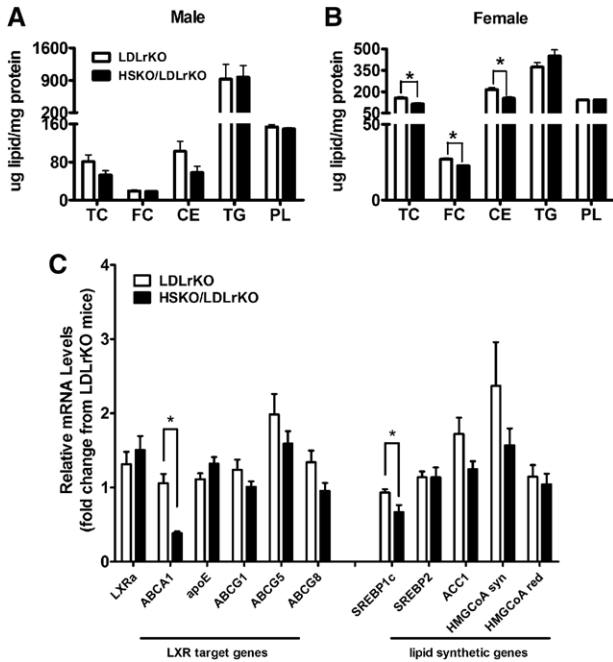 A
Male
ug lipid/mg protein
1600
900
200
160
80
0
LDLrKO
HSKO/LDLrKO
TC FC CE TG PL
B
Female
ug lipid/mg protein
500
350
200
50
50
25
0
* * *
TC FC CE TG PL
C
LDLrKO
HSKO/LDLrKO
Relative mRNA Levels
(fold change from LDLrKO mice)
4
3
2
1
0
* *
LXRa ABCA1 apoE ABCG1 ABCG5 ABCG8 SREBP1c SREBP2 ACC1 HMGCoA syn HMGCoA red
LXR target genes
lipid synthetic genes